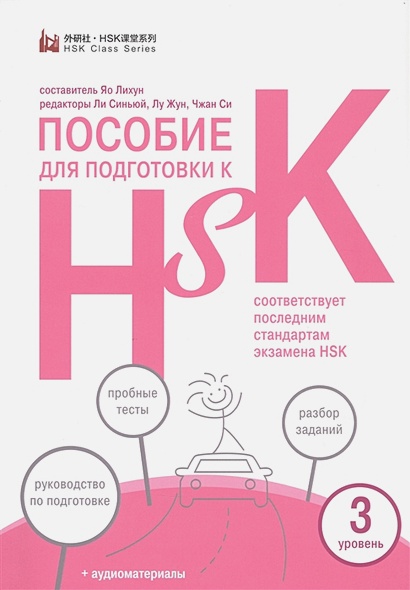 外研社·HSK课堂系列
HSK Class Series
составитель Яо Лихун
редакторы Ли Синьюй, Лу Жун, Чжан Си
ПОСОБИЕ
для подготовки к
HSK
соответствует
последним
стандартам
экзамена HSK
пробные
тесты
разбор
заданий
руководство
по подготовке
3
уровень
+ аудиоматериалы